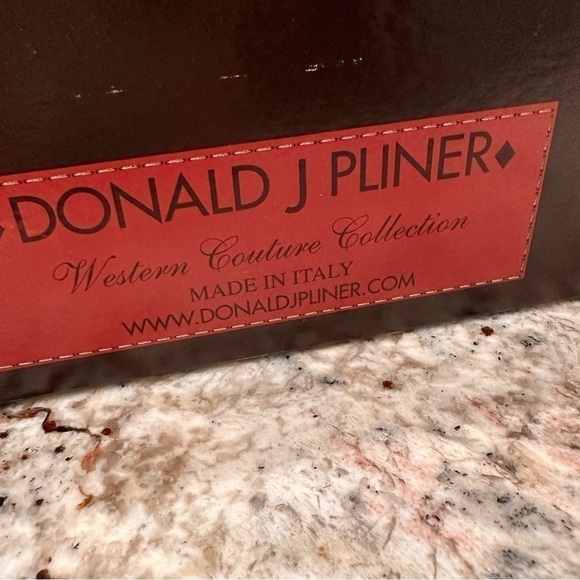 DONALD J PLINER♦
Western Couture Collection
MADE IN ITALY
WWW.DONALDJPLINER.COM